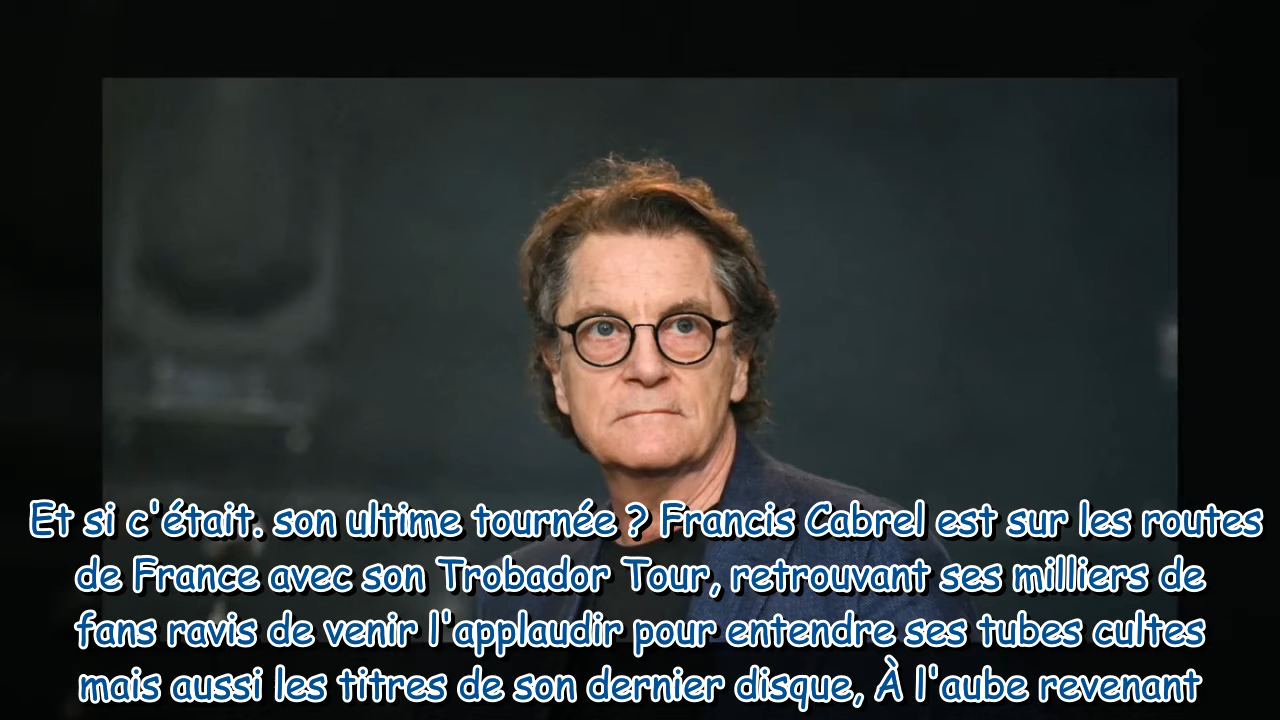 Et si c'était. son ultime tournée ? Francis Cabrel est sur les routes
de France avec son Trobador Tour, retrouvant ses milliers de
fans ravis de venir l'applaudir pour entendre ses tubes cultes
mais aussi les titres de son dernier disque, À l'aube revenant